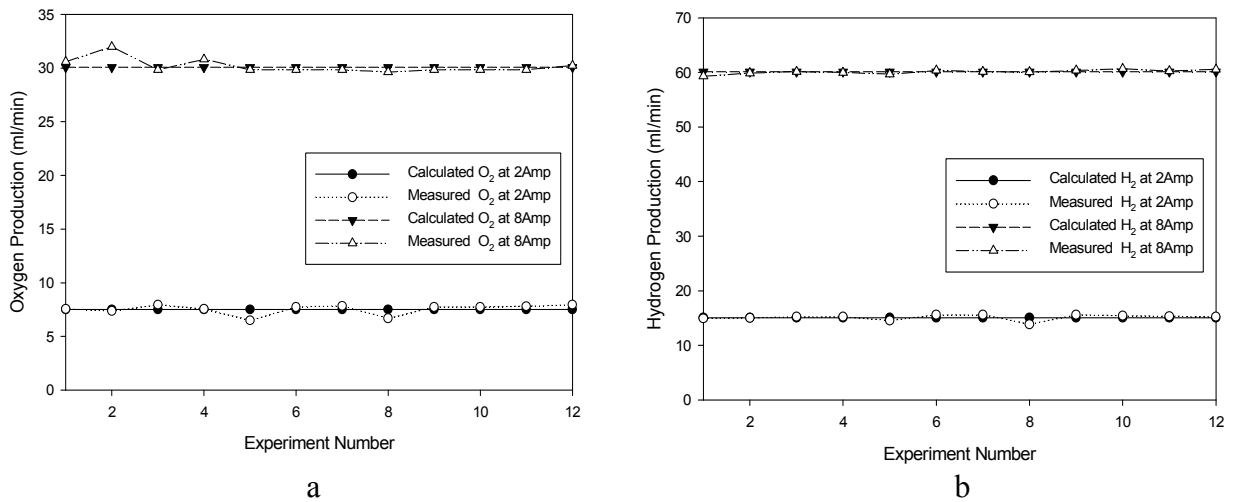 35
30
25
20
15
10
5
0
Oxygen Production (ml/min)
Calculated O₂ at 2Amp
Measured O₂ at 2Amp
Calculated O₂ at 8Amp
Measured O₂ at 8Amp
2 4 6 8 10 12
Experiment Number
a
70
60
50
40
30
20
10
0
Hydrogen Production (ml/min)
Calculated H₂ at 2Amp
Measured H₂ at 2Amp
Calculated H₂ at 8Amp
Measured H₂ at 8Amp
2 4 6 8 10 12
Experiment Number
b